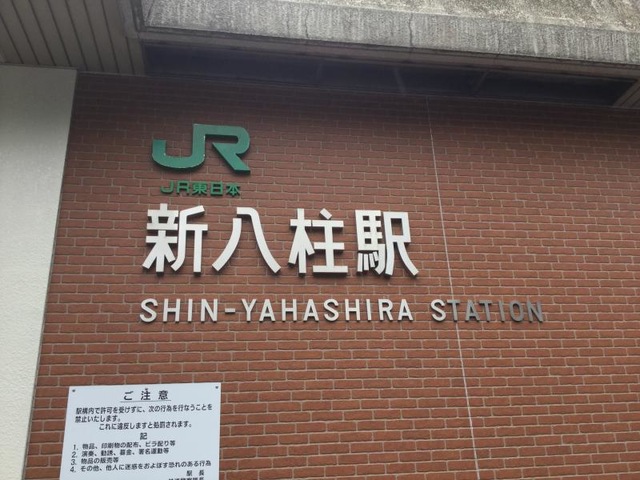 JR
JR東日本
新八柱駅
SHIN-YAHASHIRA STATION
ご注意
駅構内で許可を受けずに、次の行為を行なうことを
禁止いたします。
これに違反しますと処罰されます。
記
1. 物品、印刷物の配布、ビラ配り等
2. 演奏、勧誘、募金、署名運動等
3. 物品の販売等
4. その他、他人に迷惑をおよぼす恐れのある行為
駅長